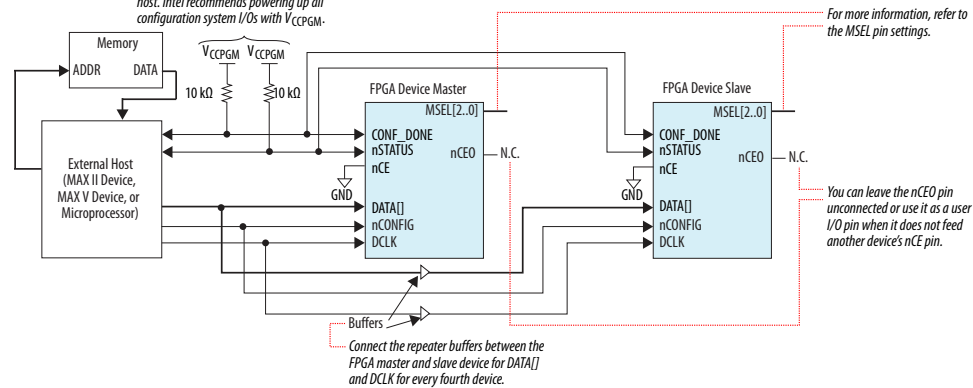 host. Intel recommends powering up all
configuration system I/Os with VCCPGM.
For more information, refer to
the MSEL pin settings.
Memory
ADDR DATA
VCCPGM VCCPGM
10 kΩ 10 kΩ
FPGA Device Master
MSEL[2..0]
CONF_DONE
nSTATUS
nCEO N.C.
nCE
GND
DATA[]
nCONFIG
DCLK
FPGA Device Slave
MSEL[2..0]
CONF_DONE
nSTATUS
nCEO N.C.
nCE
GND
DATA[]
nCONFIG
DCLK
External Host
(MAX II Device,
MAX V Device, or
Microprocessor)
You can leave the nCEO pin
unconnected or use it as a user
I/O pin when it does not feed
another device's nCE pin.
Buffers
Connect the repeater buffers between the
FPGA master and slave device for DATA[]
and DCLK for every fourth device.